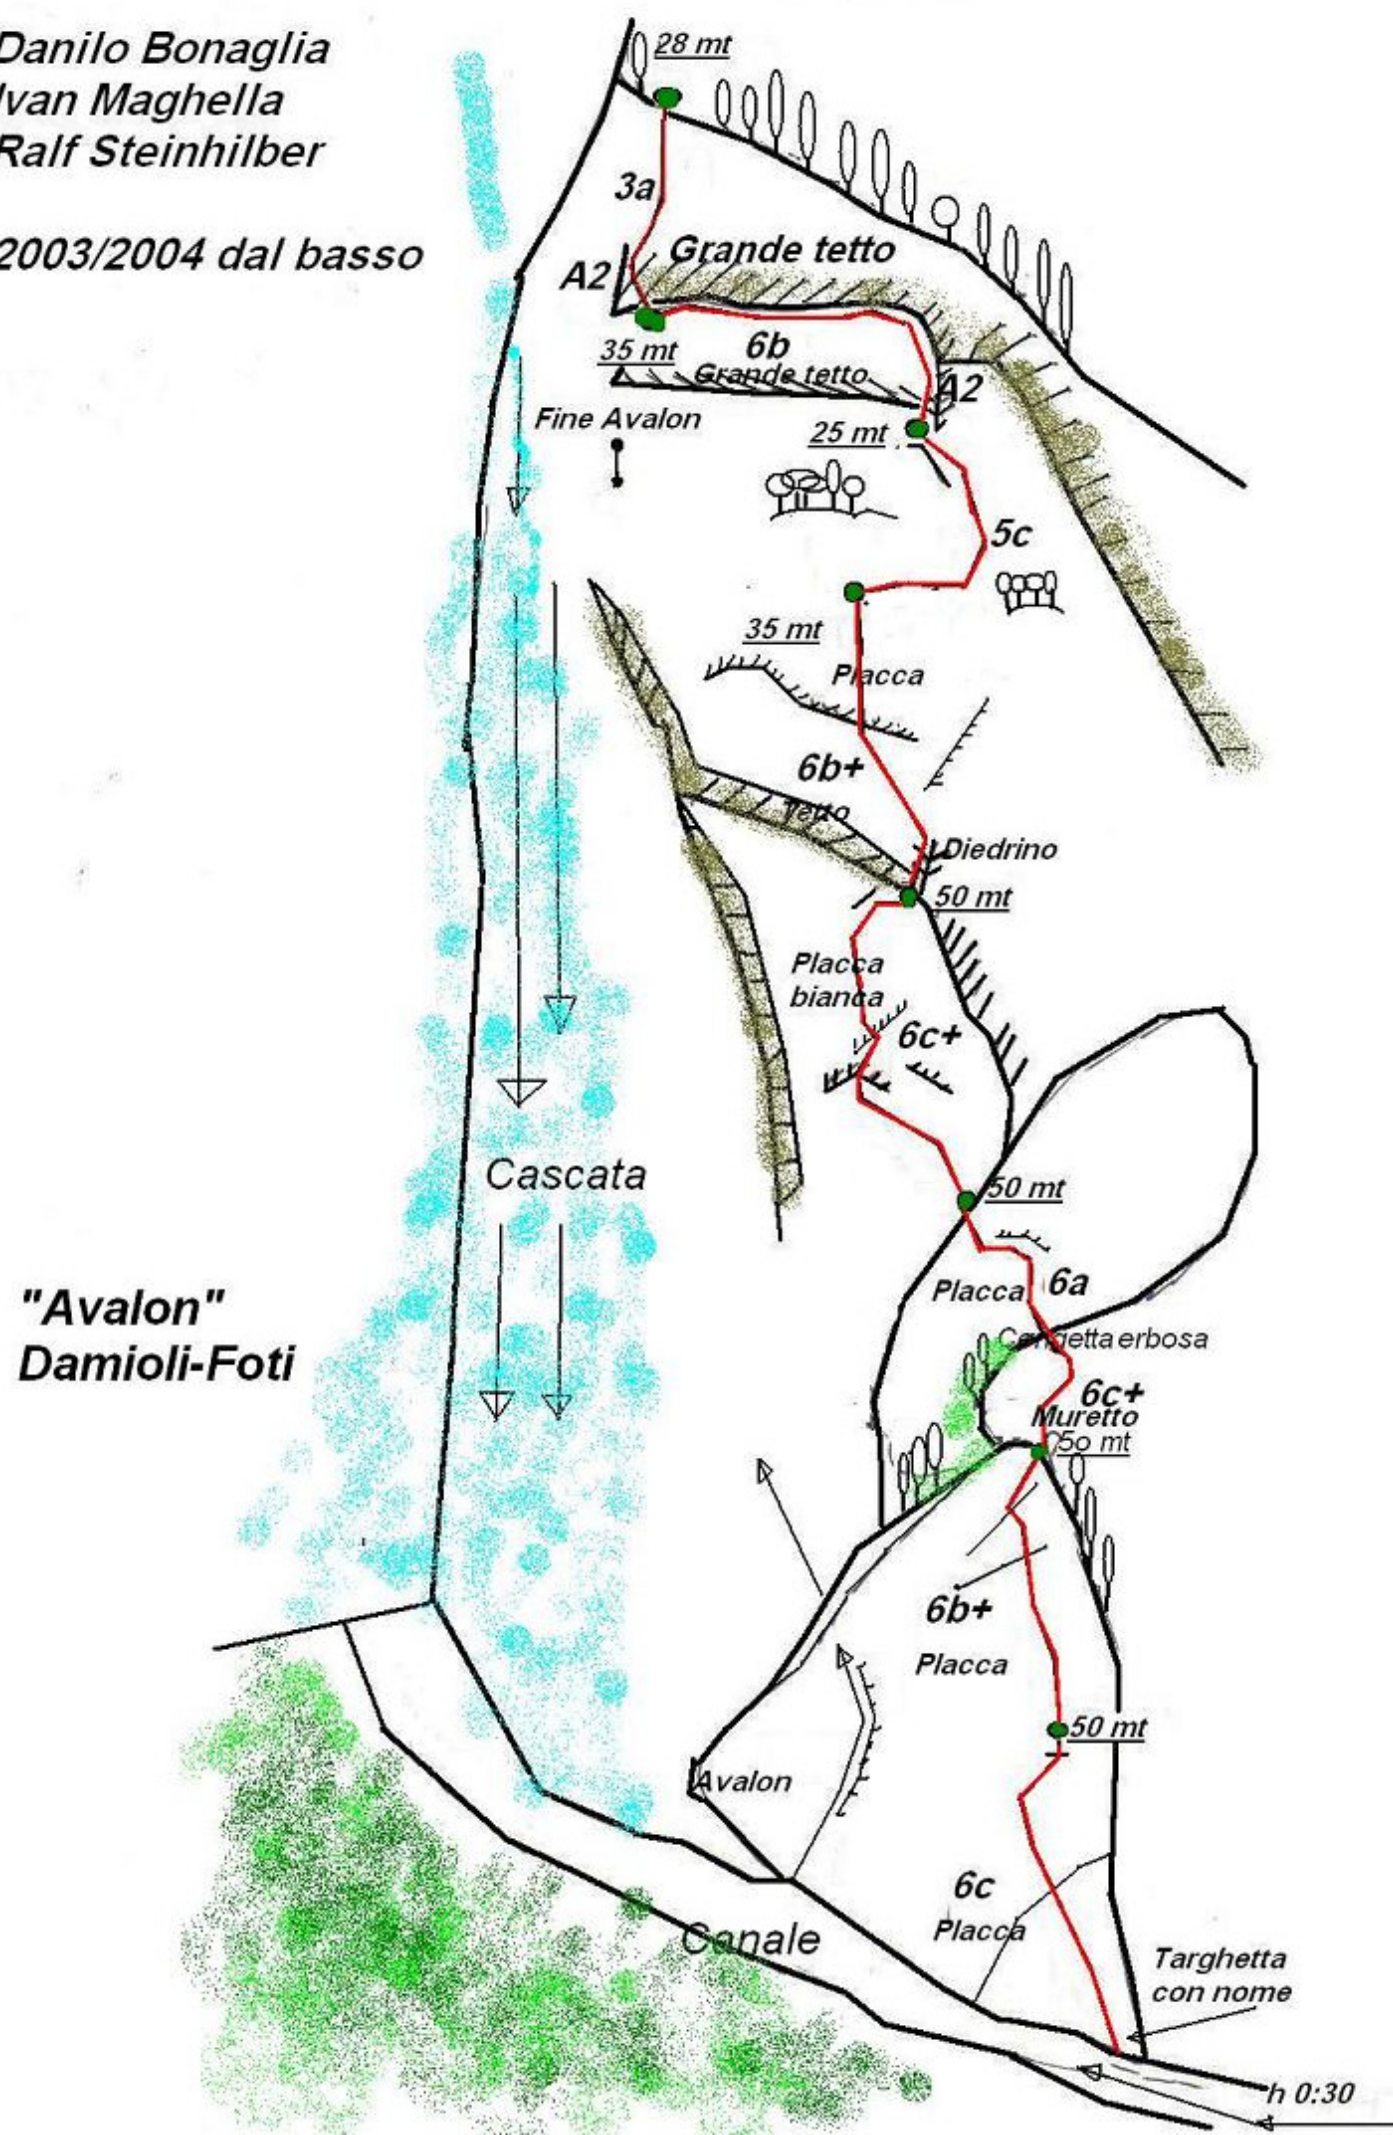 Danilo Bonaglia
Ivan Maghella
Ralf Steinhilber
2003/2004 dal basso
28 mt
3a
Grande tetto
A2
6b
35 mt
Grande tetto
A2
Fine Avalon
25 mt
5c
35 mt
Placca
6b+
Tetto
Diedrino
50 mt
Placca
bianca
6c+
Cascata
50 mt
"Avalon"
Damioli-Foti
Placca
6a
Cengetta erbosa
6c+
Muretto
5o mt
6b+
Placca
50 mt
Avalon
6c
Placca
Canale
Targhetta
con nome
h 0:30